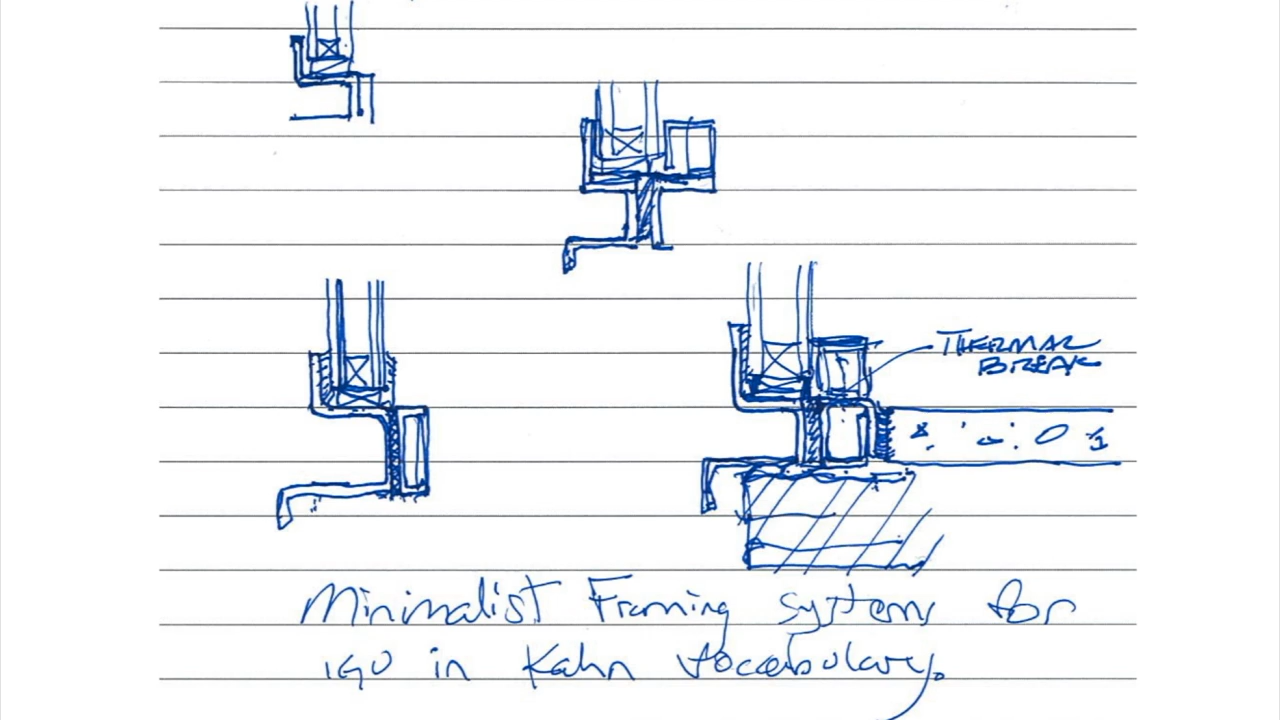 THERMAL
BREAK
Minimalist Framing systems for
IGU in Kahn Vocabulary.